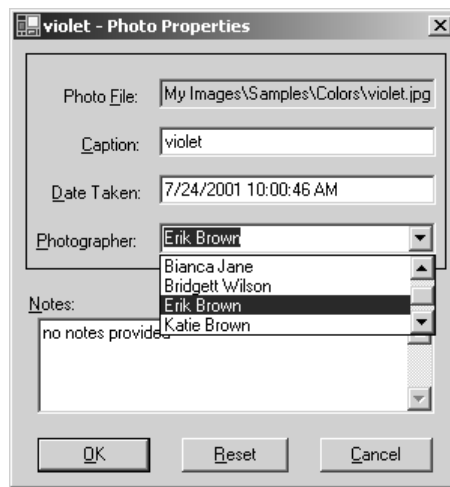 violet - Photo Properties
Photo File: My Images\Samples\Colors\violet.jpg
Caption: violet
Date Taken: 7/24/2001 10:00:46 AM
Photographer: Erik Brown
Bianca Jane
Bridgett Wilson
Erik Brown
Katie Brown
Notes:
no notes provided
OK Reset Cancel